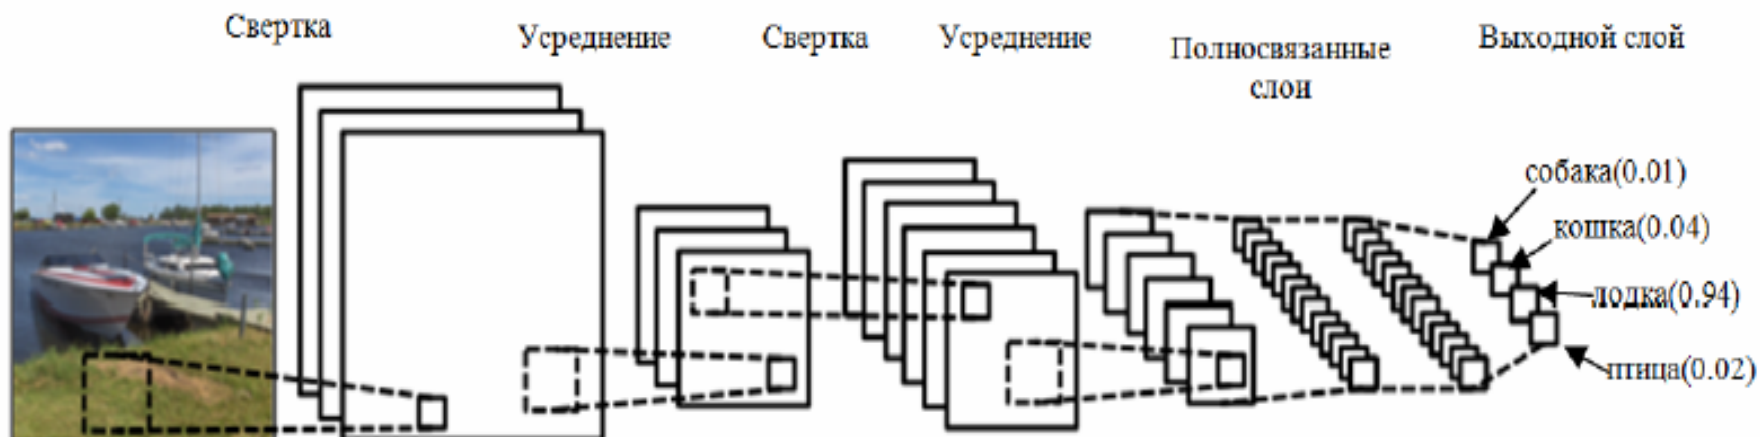 Свертка
Усреднение
Свертка
Усреднение
Полносвязанные
слои
Выходной слой
собака(0.01)
кошка(0.04)
лодка(0.94)
птица(0.02)